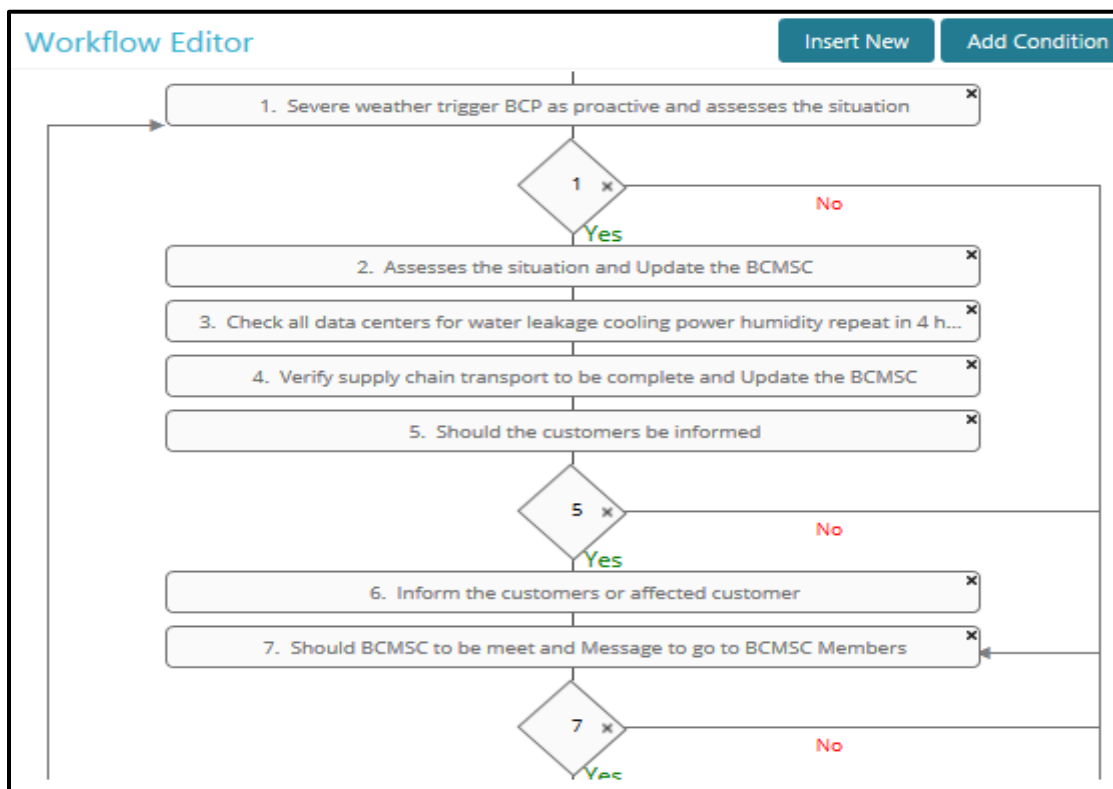 Workflow Editor
Insert New
Add Condition
1. Severe weather trigger BCP as proactive and assesses the situation
1
No
Yes
2. Assesses the situation and Update the BCMSC
3. Check all data centers for water leakage cooling power humidity repeat in 4 h...
4. Verify supply chain transport to be complete and Update the BCMSC
5. Should the customers be informed
5
No
Yes
6. Inform the customers or affected customer
7. Should BCMSC to be meet and Message to go to BCMSC Members
7
No
Yes